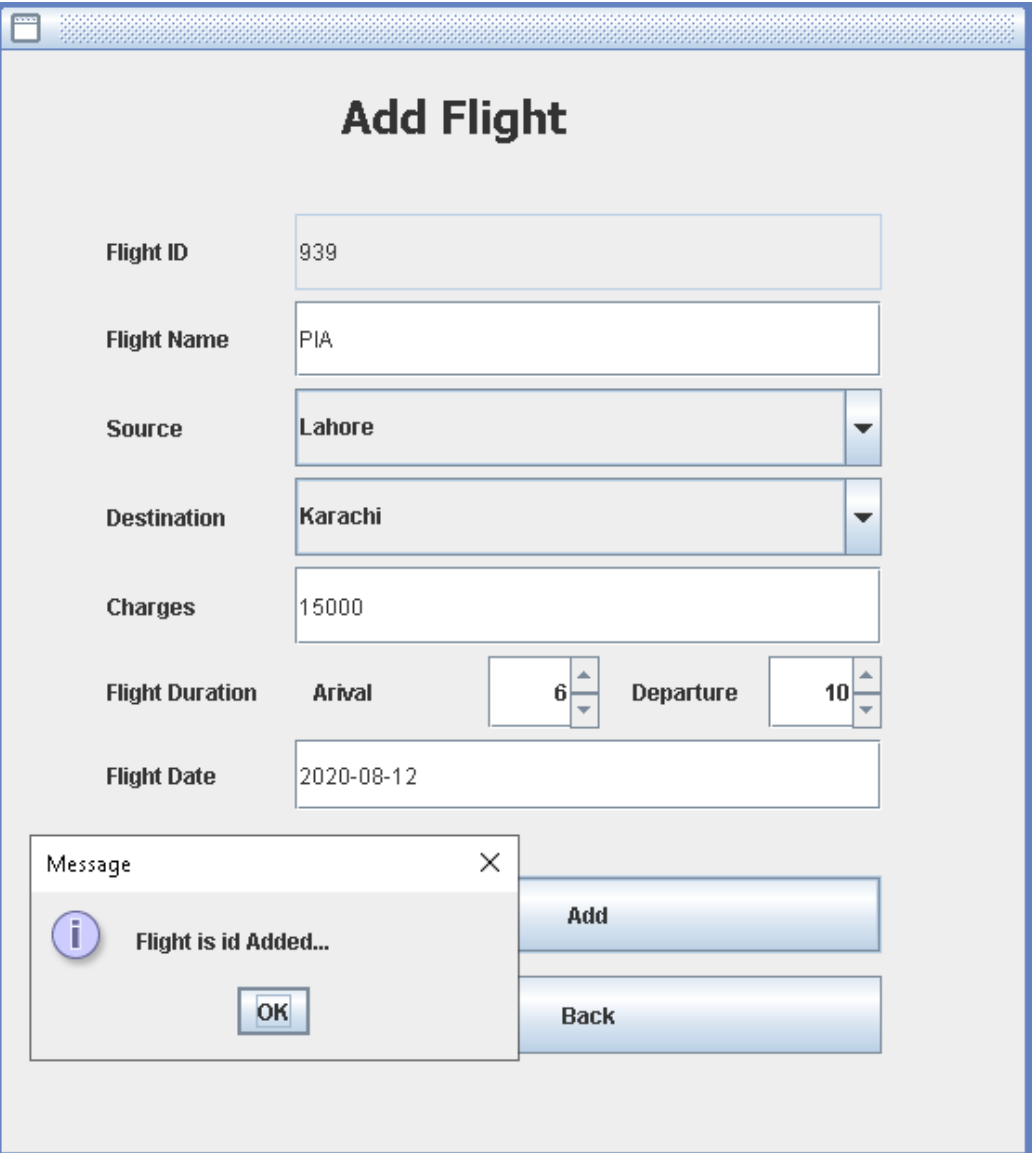 Add Flight
Flight ID 939
Flight Name PIA
Source Lahore
Destination Karachi
Charges 15000
Flight Duration Arival 6 Departure 10
Flight Date 2020-08-12
Message
Flight is id Added...
OK
Add
Back